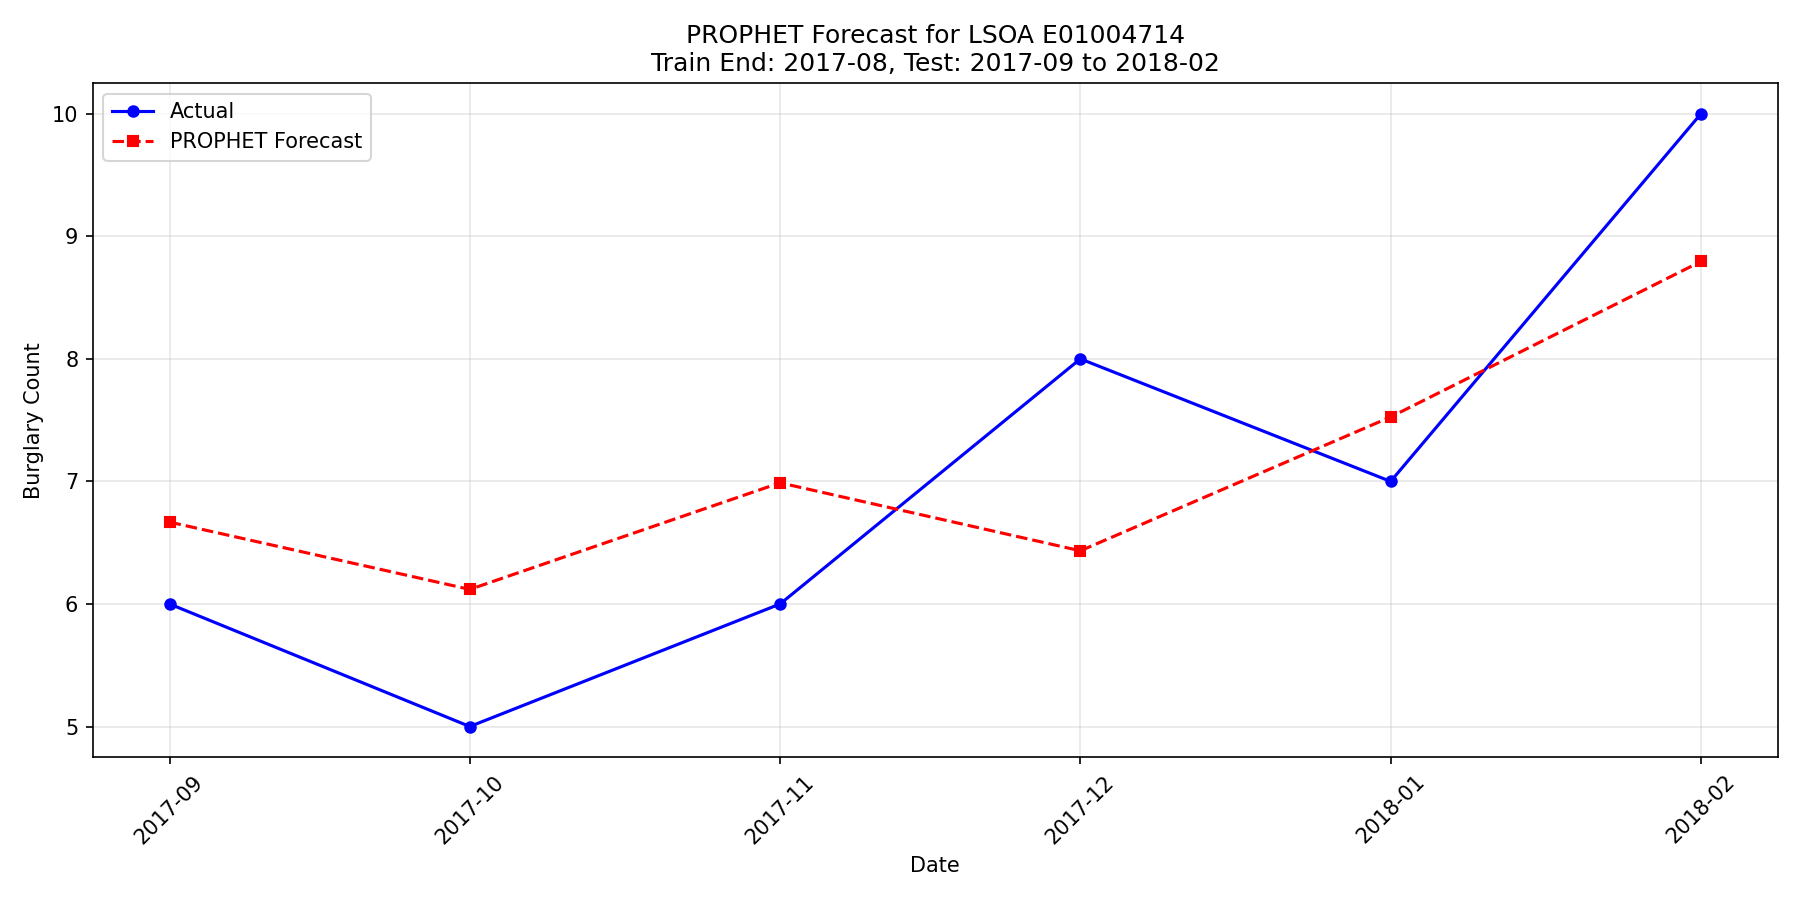 PROPHET Forecast for LSOA E01004714
Train End: 2017-08, Test: 2017-09 to 2018-02
Actual
PROPHET Forecast
Burglary Count
10
9
8
7
6
5
2017-09
2017-10
2017-11
2017-12
2018-01
2018-02
Date